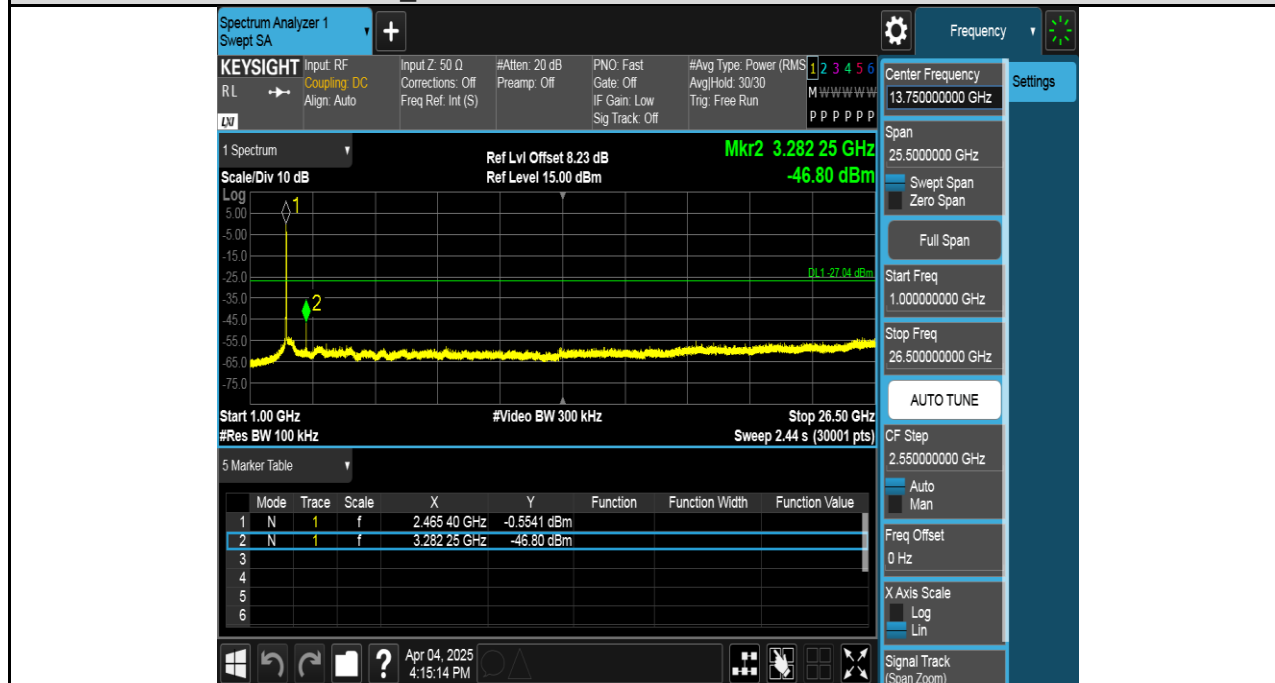 Spectrum Analyzer 1
Swept SA
+
Frequency
KEYSIGHT
RL
LXI
Input: RF
Coupling: DC
Align: Auto
Input Z: 50 Ω
Corrections: Off
Freq Ref: Int (S)
#Atten: 20 dB
Preamp: Off
PNO: Fast
Gate: Off
IF Gain: Low
Sig Track: Off
#Avg Type: Power (RMS
Avg|Hold: 30/30
Trig: Free Run
1 2 3 4 5 6
M W W W W W
P P P P P P
1 Spectrum
Scale/Div 10 dB
Ref Lvl Offset 8.23 dB
Ref Level 15.00 dBm
Mkr2 3.282 25 GHz
-46.80 dBm
Log
5.00
-5.00
-15.0
-25.0
-35.0
-45.0
-55.0
-65.0
-75.0
1
2
DL1 -27.04 dBm
Start 1.00 GHz
#Video BW 300 kHz
Stop 26.50 GHz
#Res BW 100 kHz
Sweep 2.44 s (30001 pts)
5 Marker Table
Mode Trace Scale X Y Function Function Width Function Value
1 N 1 f 2.465 40 GHz -0.5541 dBm
2 N 1 f 3.282 25 GHz -46.80 dBm
3
4
5
6
?
Apr 04, 2025
4:15:14 PM
Center Frequency
13.750000000 GHz
Settings
Span
25.5000000 GHz
Swept Span
Zero Span
Full Span
Start Freq
1.000000000 GHz
Stop Freq
26.500000000 GHz
AUTO TUNE
CF Step
2.550000000 GHz
Auto
Man
Freq Offset
0 Hz
X Axis Scale
Log
Lin
Signal Track
(Span Zoom)